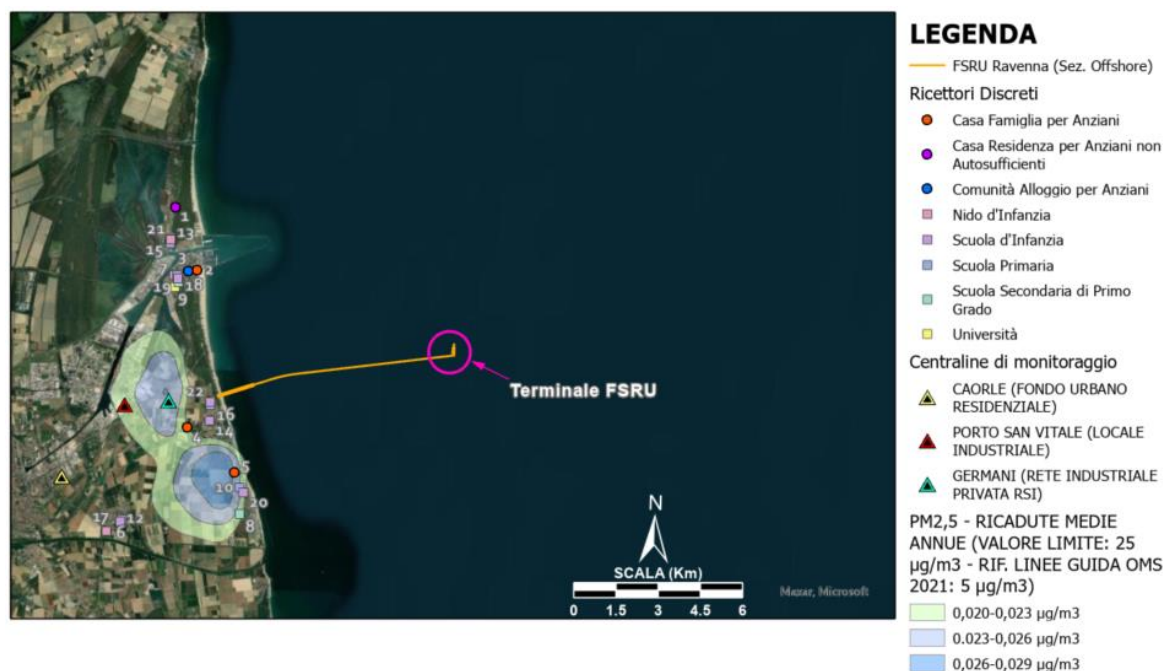 LEGENDA
FSRU Ravenna (Sez. Offshore)
Ricettori Discreti
Casa Famiglia per Anziani
Casa Residenza per Anziani non
Autosufficienti
Comunità Alloggio per Anziani
Nido d'Infanzia
Scuola d'Infanzia
Scuola Primaria
Scuola Secondaria di Primo
Grado
Università
Centraline di monitoraggio
CAORLE (FONDO URBANO
RESIDENZIALE)
PORTO SAN VITALE (LOCALE
INDUSTRIALE)
GERMANI (RETE INDUSTRIALE
PRIVATA RSI)
PM2,5 - RICADUTE MEDIE
ANNUE (VALORE LIMITE: 25
µg/m3 - RIF. LINEE GUIDA OMS
2021: 5 µg/m3)
0,020-0,023 µg/m3
0.023-0,026 µg/m3
0,026-0,029 µg/m3
1
21 13
15
3
2
19 18
9
22
16
14
4
5
10
20
8
17 12
6
Terminale FSRU
N
SCALA (Km)
0 1.5 3 4.5 6
Maxar, Microsoft